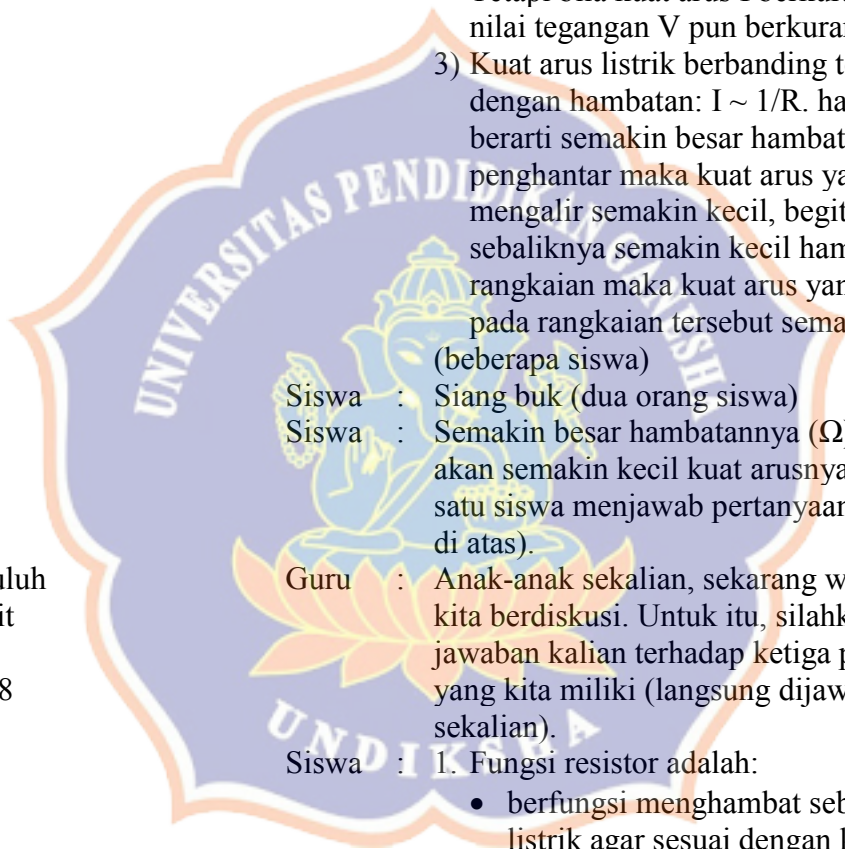 nilai tegangan V pun berkuran
3) Kuat arus listrik berbanding t
dengan hambatan: I ~ 1/R. ha
berarti semakin besar hambat
penghantar maka kuat arus ya
mengalir semakin kecil, begit
sebaliknya semakin kecil ham
rangkaian maka kuat arus yan
pada rangkaian tersebut sema
(beberapa siswa)
Siswa : Siang buk (dua orang siswa)
Siswa : Semakin besar hambatannya (Ω)
akan semakin kecil kuat arusnya
satu siswa menjawab pertanyaan
di atas).
uluh
it
8
Guru : Anak-anak sekalian, sekarang w
kita berdiskusi. Untuk itu, silahk
jawaban kalian terhadap ketiga p
yang kita miliki (langsung dijaw
sekalian).
Siswa : 1. Fungsi resistor adalah:
• berfungsi menghambat seb
listrik agar sesuai dengan
UNIVERSITAS PENDIDIKAN GANESHA
UNDIKSHA